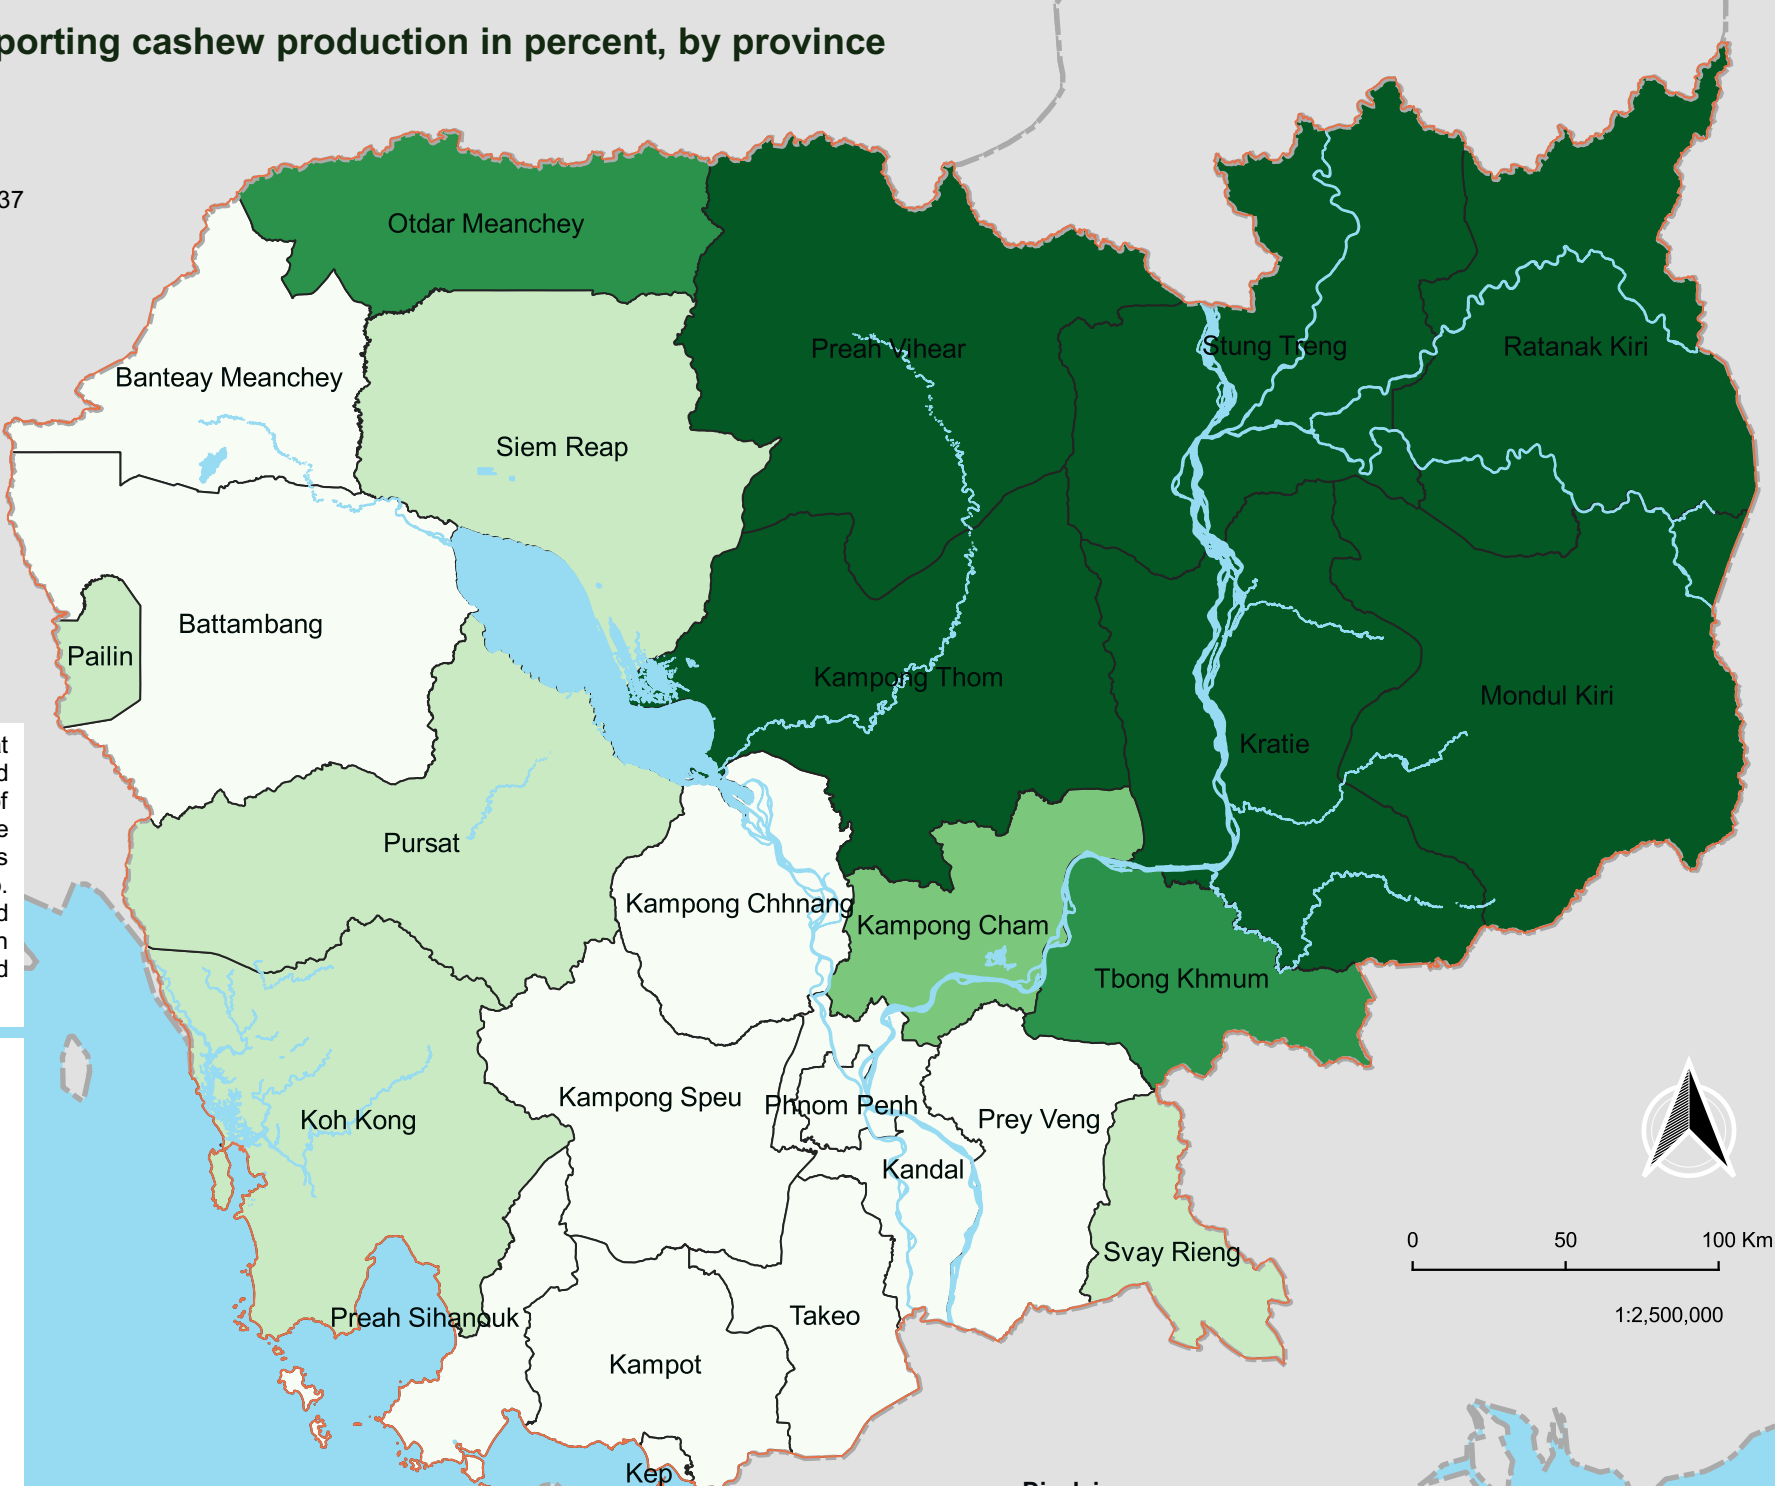 porting cashew production in percent, by province
37
Otdar Meanchey
Preah Vihear
Stung Treng
Ratanak Kiri
Banteay Meanchey
Siem Reap
Battambang
Pailin
Kampong Thom
Mondul Kiri
Kratie
Pursat
Kampong Chhnang
Kampong Cham
Tbong Khmum
Kampong Speu
Phnom Penh
Prey Veng
Koh Kong
Kandal
Svay Rieng
0 50 100 Km
1:2,500,000
Preah Sihanouk
Takeo
Kampot
Kep